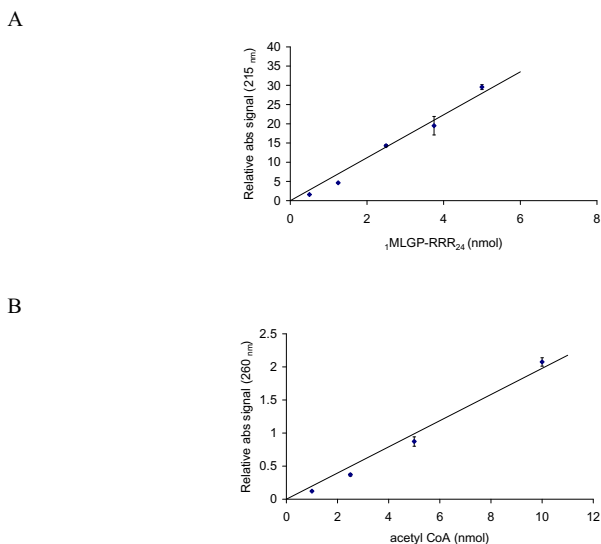 A
Relative abs signal (215 nm)
40
35
30
25
20
15
10
5
0
0 2 4 6 8
₁MLGP-RRR₂₄ (nmol)
B
Relative abs signal (260 nm)
2.5
2
1.5
1
0.5
0
0 2 4 6 8 10 12
acetyl CoA (nmol)